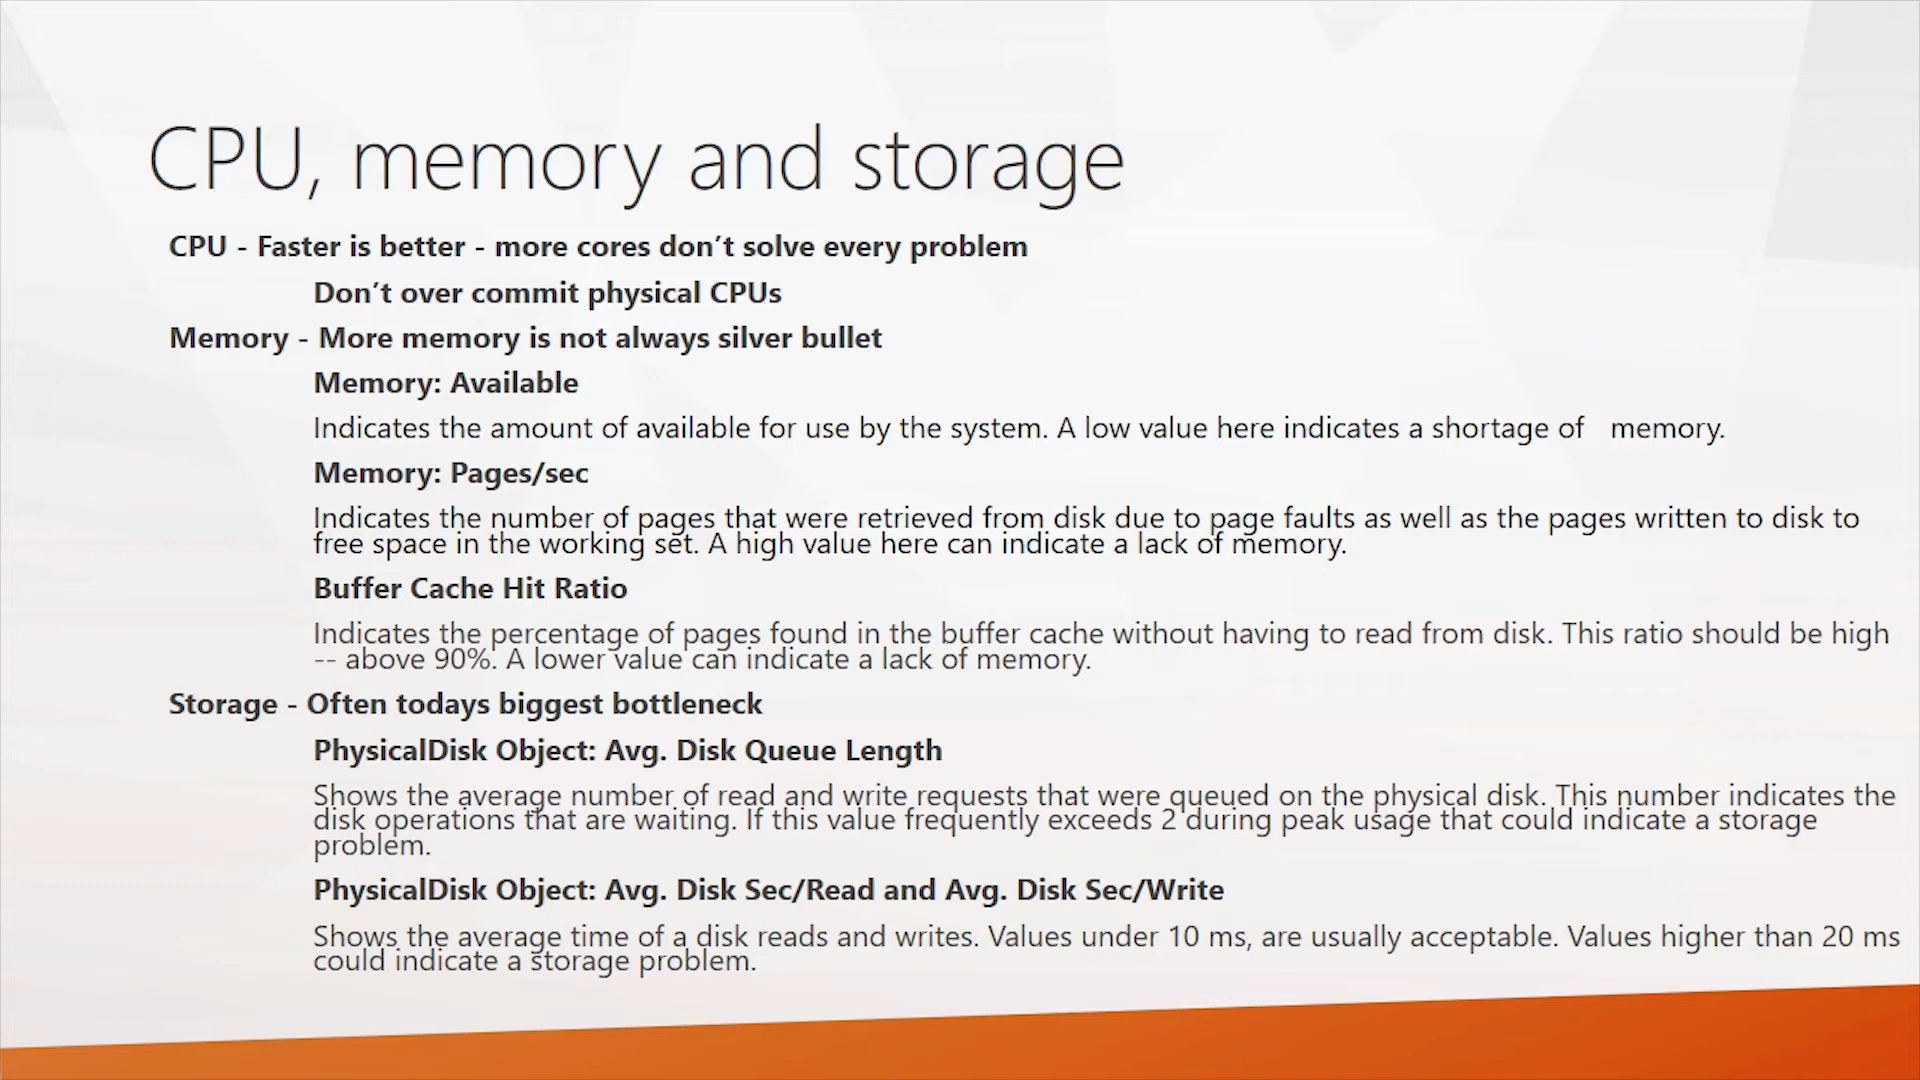 CPU, memory and storage
CPU - Faster is better - more cores don’t solve every problem
Don’t over commit physical CPUs
Memory - More memory is not always silver bullet
Memory: Available
Indicates the amount of available for use by the system. A low value here indicates a shortage of memory.
Memory: Pages/sec
Indicates the number of pages that were retrieved from disk due to page faults as well as the pages written to disk to
free space in the working set. A high value here can indicate a lack of memory.
Buffer Cache Hit Ratio
Indicates the percentage of pages found in the buffer cache without having to read from disk. This ratio should be high
-- above 90%. A lower value can indicate a lack of memory.
Storage - Often todays biggest bottleneck
PhysicalDisk Object: Avg. Disk Queue Length
Shows the average number of read and write requests that were queued on the physical disk. This number indicates the
disk operations that are waiting. If this value frequently exceeds 2 during peak usage that could indicate a storage
problem.
PhysicalDisk Object: Avg. Disk Sec/Read and Avg. Disk Sec/Write
Shows the average time of a disk reads and writes. Values under 10 ms, are usually acceptable. Values higher than 20 ms
could indicate a storage problem.